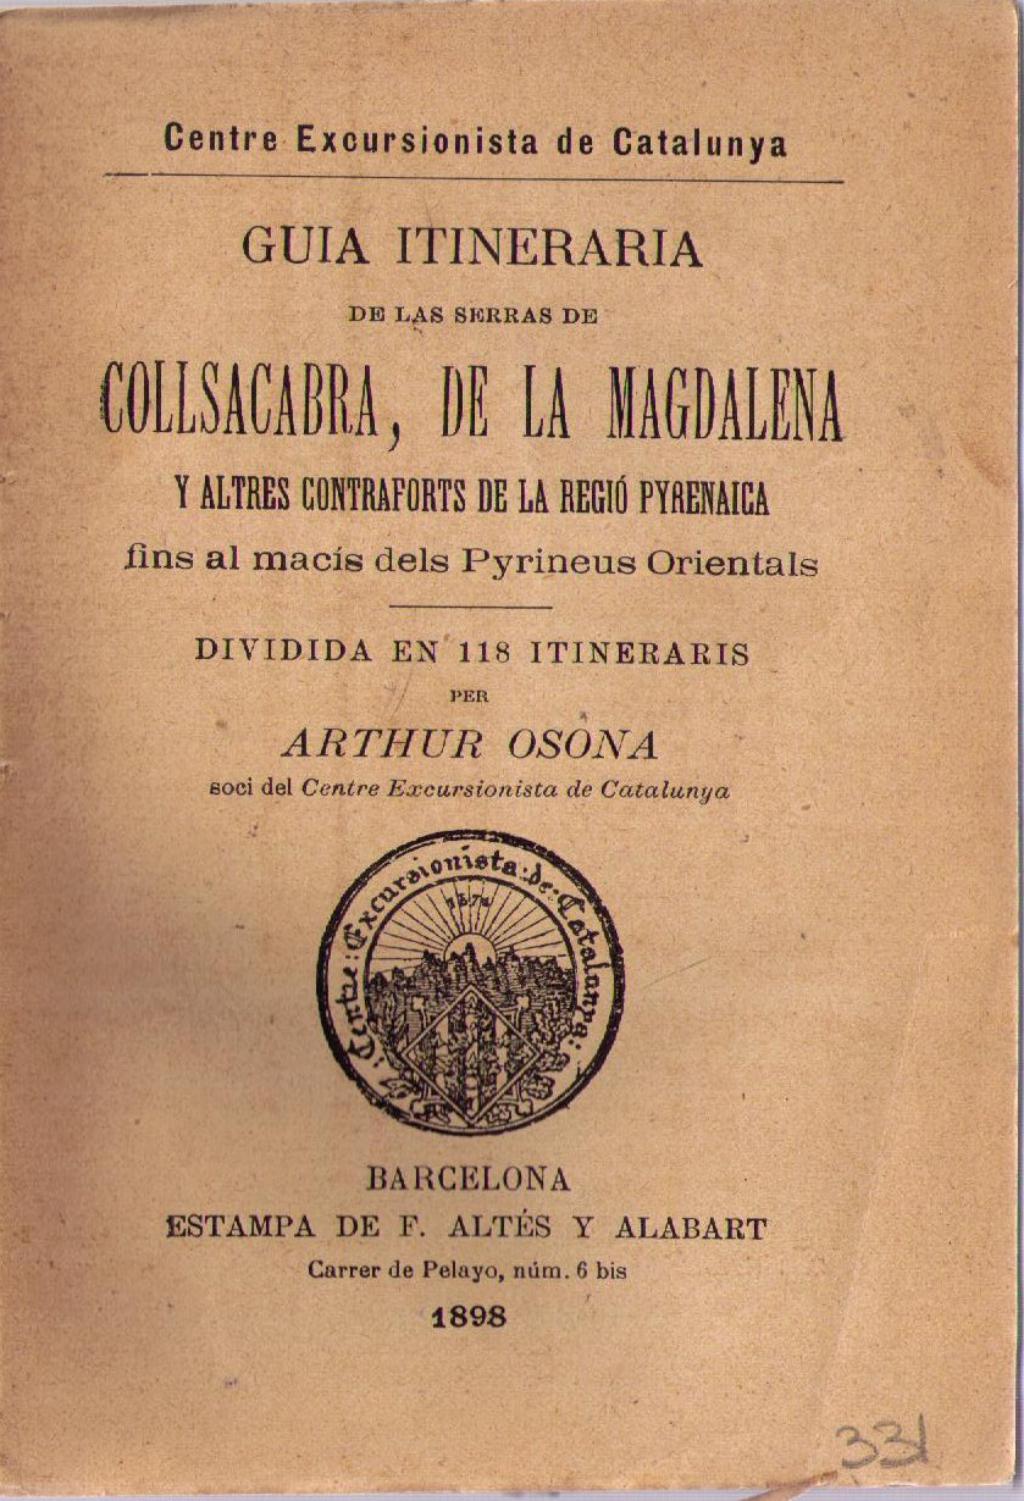 Centre Excursionista de Catalunya
GUIA ITINERARIA
DE LAS SERRAS DE
COLLSACABRA, DE LA MAGDALENA
Y ALTRES CONTRAFORTS DE LA REGIÓ PYRENAICA
fins al macís dels Pyrineus Orientals
DIVIDIDA EN 118 ITINERARIS
PER
ARTHUR OSÒNA
soci del Centre Excursionista de Catalunya
:Centre:Excursionista:de:Catalunya:
BARCELONA
ESTAMPA DE F. ALTÉS Y ALABART
Carrer de Pelayo, núm. 6 bis
1898
331